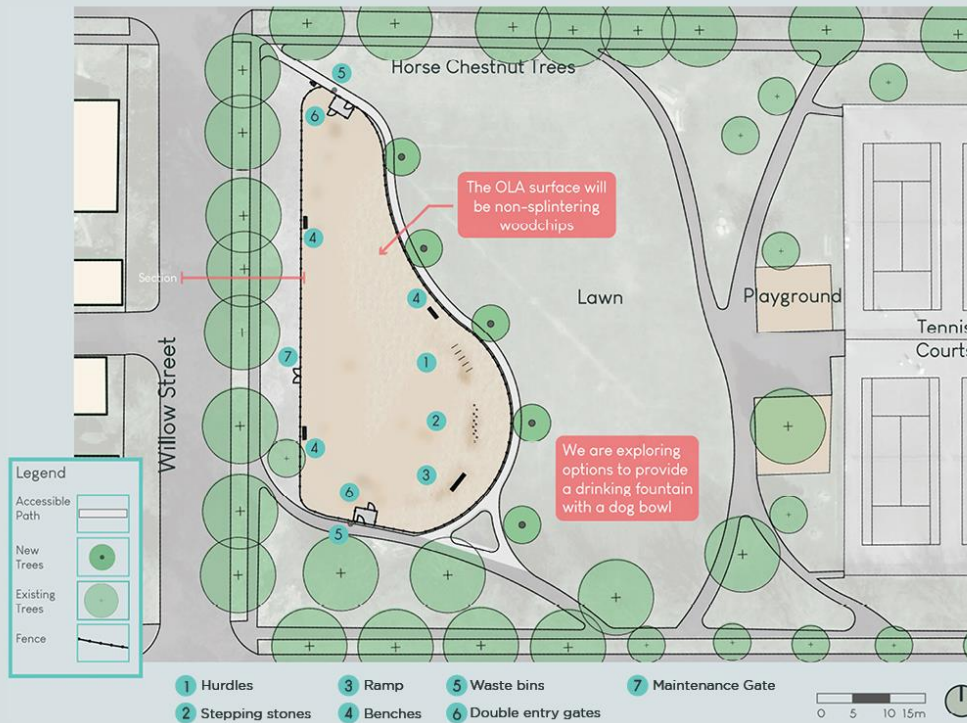 Horse Chestnut Trees
5
6
The OLA surface will
be non-splintering
woodchips
4
Section
4
Lawn
Playground
Tennis
Courts
1
7
Willow Street
2
4
3
6
5
We are exploring
options to provide
a drinking fountain
with a dog bowl
Legend
Accessible
Path
New
Trees
Existing
Trees
Fence
1 Hurdles
2 Stepping stones
3 Ramp
4 Benches
5 Waste bins
6 Double entry gates
7 Maintenance Gate
0 5 10 15m